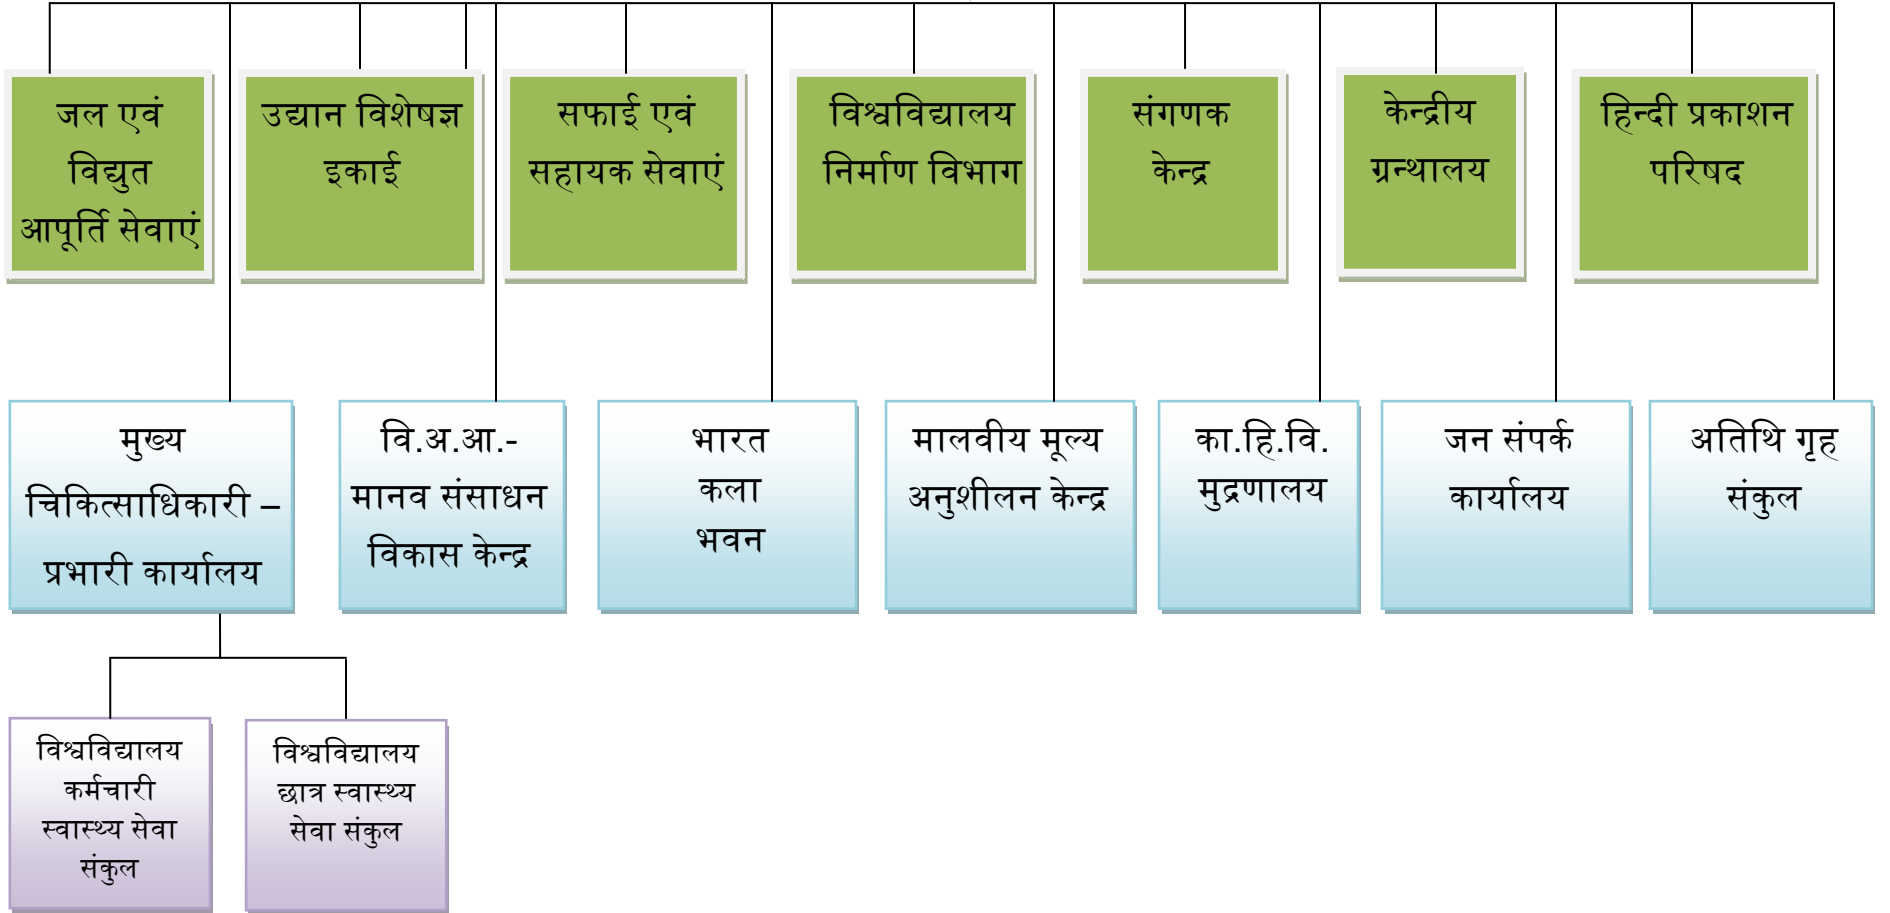 जल एवं
विद्युत
आपूर्ति सेवाएं
उद्यान विशेषज्ञ
इकाई
सफाई एवं
सहायक सेवाएं
विश्वविद्यालय
निर्माण विभाग
संगणक
केन्द्र
केन्द्रीय
ग्रन्थालय
हिन्दी प्रकाशन
परिषद
मुख्य
चिकित्साधिकारी –
प्रभारी कार्यालय
वि.अ.आ.-
मानव संसाधन
विकास केन्द्र
भारत
कला
भवन
मालवीय मूल्य
अनुशीलन केन्द्र
का.हि.वि.
मुद्रणालय
जन संपर्क
कार्यालय
अतिथि गृह
संकुल
विश्वविद्यालय
कर्मचारी
स्वास्थ्य सेवा
संकुल
विश्वविद्यालय
छात्र स्वास्थ्य
सेवा संकुल